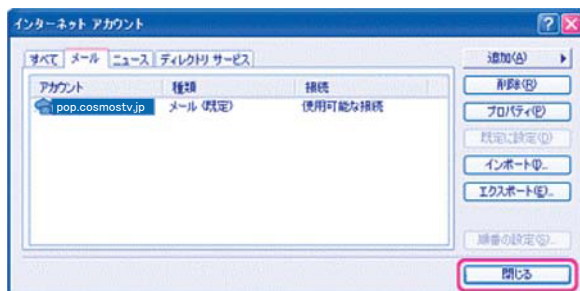 インターネット アカウント
すべて メール ニュース ディレクトリ サービス
アカウント 種類 接続
pop.cosmostv.jp メール (既定) 使用可能な接続
追加(A)
削除(R)
プロパティ(P)
既定に設定(D)
インポート(I)...
エクスポート(E)...
順番の設定(S)...
閉じる